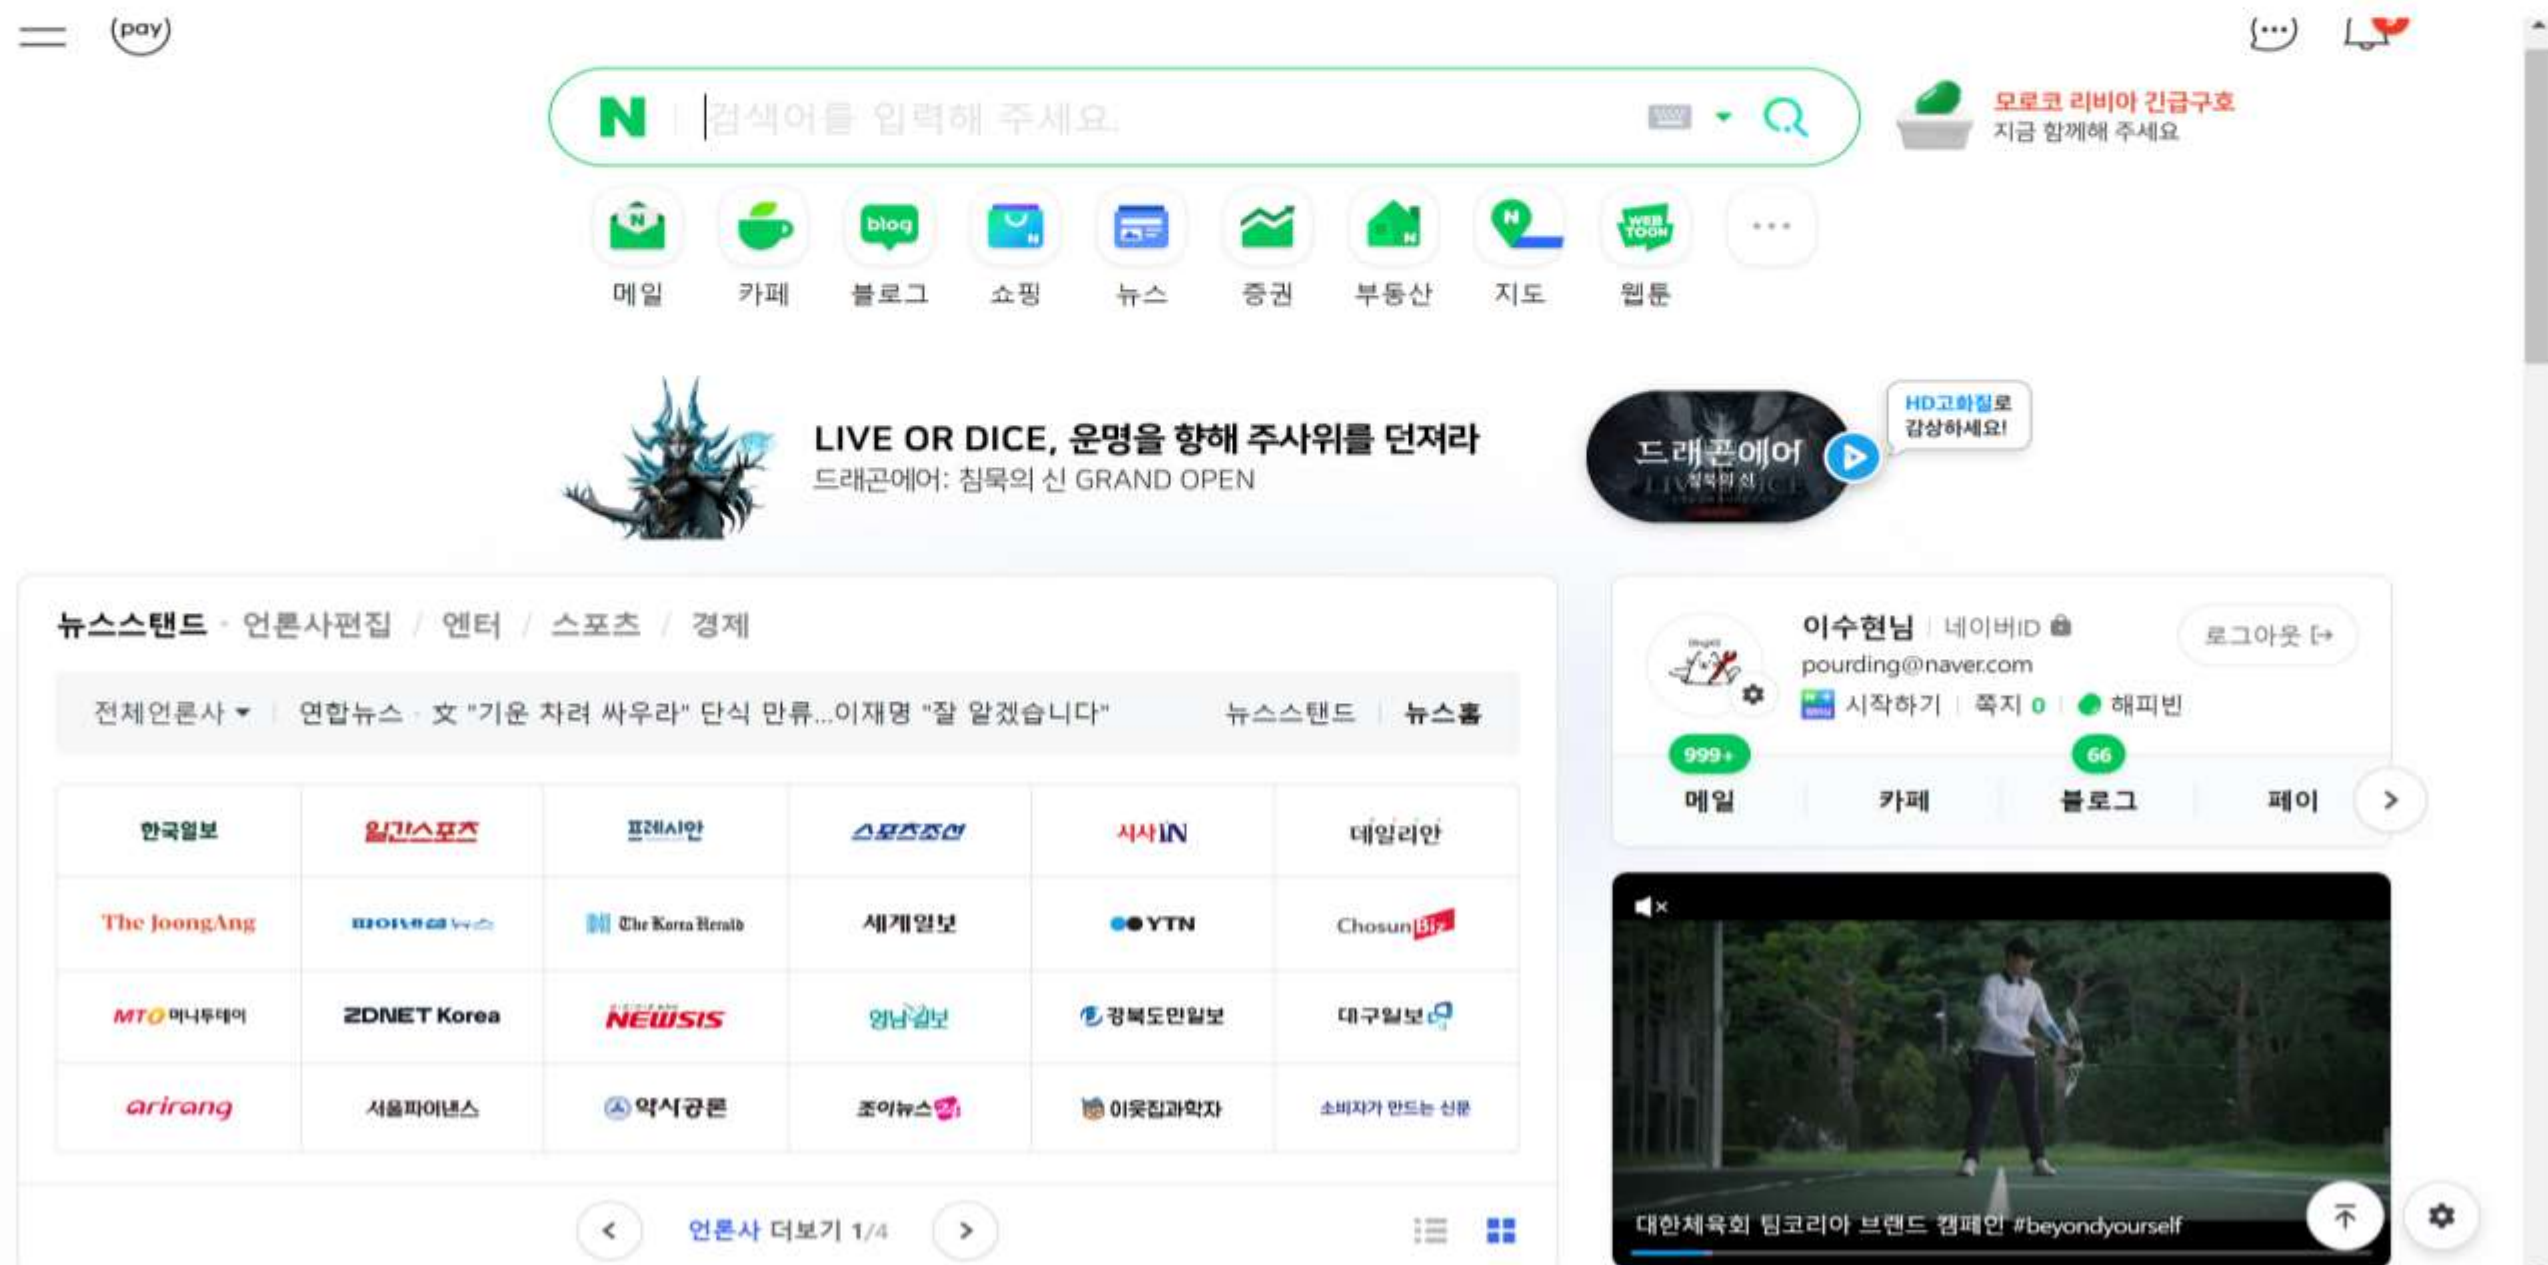 pay
N
검색어를 입력해 주세요.
모로코 리비아 긴급구호
지금 함께해 주세요
메일
blog
WEB TOON
카페
블로그
쇼핑
뉴스
증권
부동산
지도
웹툰
LIVE OR DICE, 운명을 향해 주사위를 던져라
드래곤에어: 침묵의 신 GRAND OPEN
드래곤에어
침묵의 신
HD고화질로
감상하세요!
뉴스스탠드 · 언론사편집 / 엔터 / 스포츠 / 경제
전체언론사 연합뉴스 · 文 "기운 차려 싸우라" 단식 만류...이재명 "잘 알겠습니다" 뉴스스탠드 뉴스홈
한국일보 일간스포츠 프레시안 스포츠조선 시사IN 데일리안
The JoongAng 파이낸셜뉴스 The Korea Herald 세계일보 YTN ChosunBiz
MTO 머니투데이 ZDNET Korea NEWSIS 영남일보 경북도민일보 대구일보
arirang 서울파이낸스 약사공론 조이뉴스24 이웃집과학자 소비자가 만드는 신문
언론사 더보기 1/4
이수현님 네이버ID
로그아웃
pourding@naver.com
시작하기 쪽지 0 해피빈
999+ 66
메일 카페 블로그 페이
대한체육회 팀코리아 브랜드 캠페인 #beyondyourself